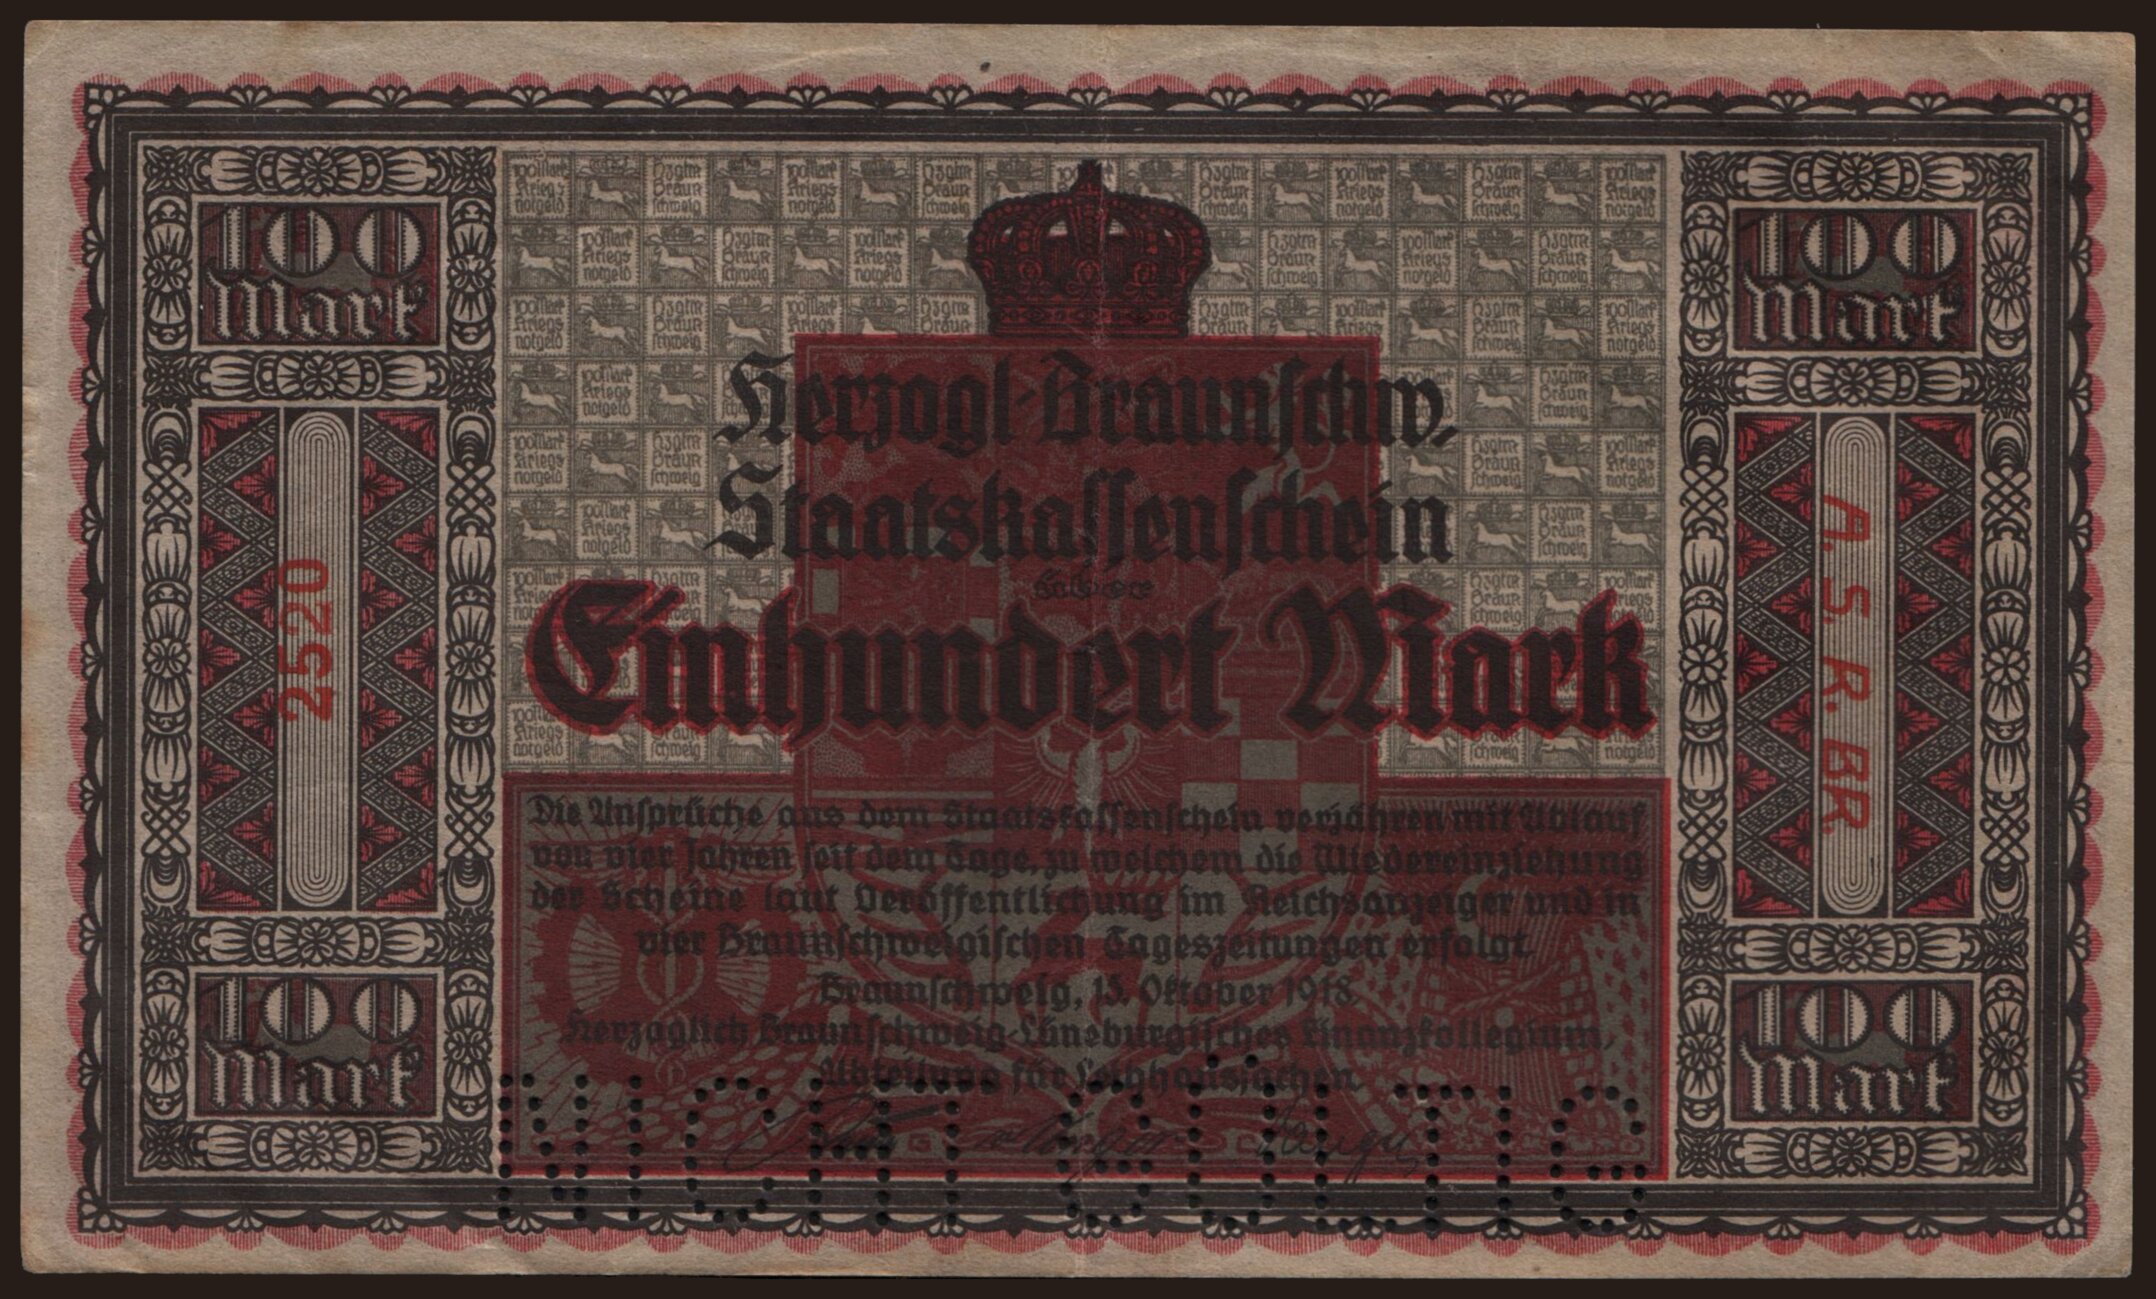 100 Mark
100 Mark
Herzogl. Braunschw.
Staatskassenschein
über
Einhundert Mark
2520
A. S. R. BR.
Die Ansprüche aus dem Staatskassenschein verjähren mit Ablauf
von vier Jahren seit dem Tage, zu welchem die Wiedereinziehung
der Scheine laut Veröffentlichung im Reichsanzeiger und in
vier Braunschweigischen Tageszeitungen erfolgt.
Braunschweig, 15. Oktober 1918.
Herzoglich Braunschweig-Lüneburgisches Finanzkollegium,
Abteilung für Leihhaussachen.
100 Mark
100 Mark
NICHT GÜLTIG